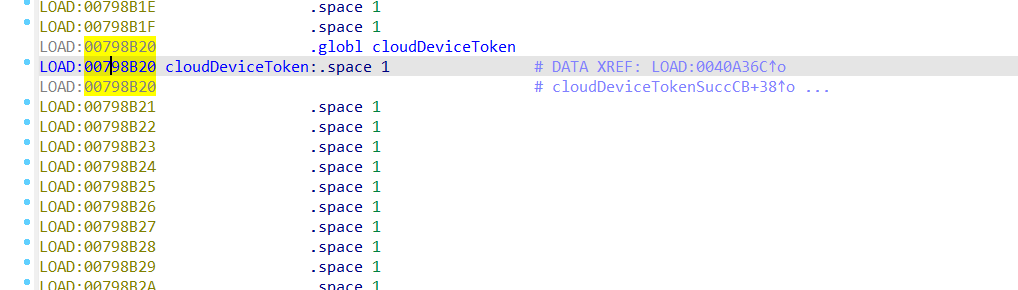 LOAD:00798B1E .space 1
LOAD:00798B1F .space 1
LOAD:00798B20 .globl cloudDeviceToken
LOAD:00798B20 cloudDeviceToken:.space 1 # DATA XREF: LOAD:0040A36C↑o
LOAD:00798B20 # cloudDeviceTokenSuccCB+38↑o ...
LOAD:00798B21 .space 1
LOAD:00798B22 .space 1
LOAD:00798B23 .space 1
LOAD:00798B24 .space 1
LOAD:00798B25 .space 1
LOAD:00798B26 .space 1
LOAD:00798B27 .space 1
LOAD:00798B28 .space 1
LOAD:00798B29 .space 1
LOAD:00798B2A .space 1